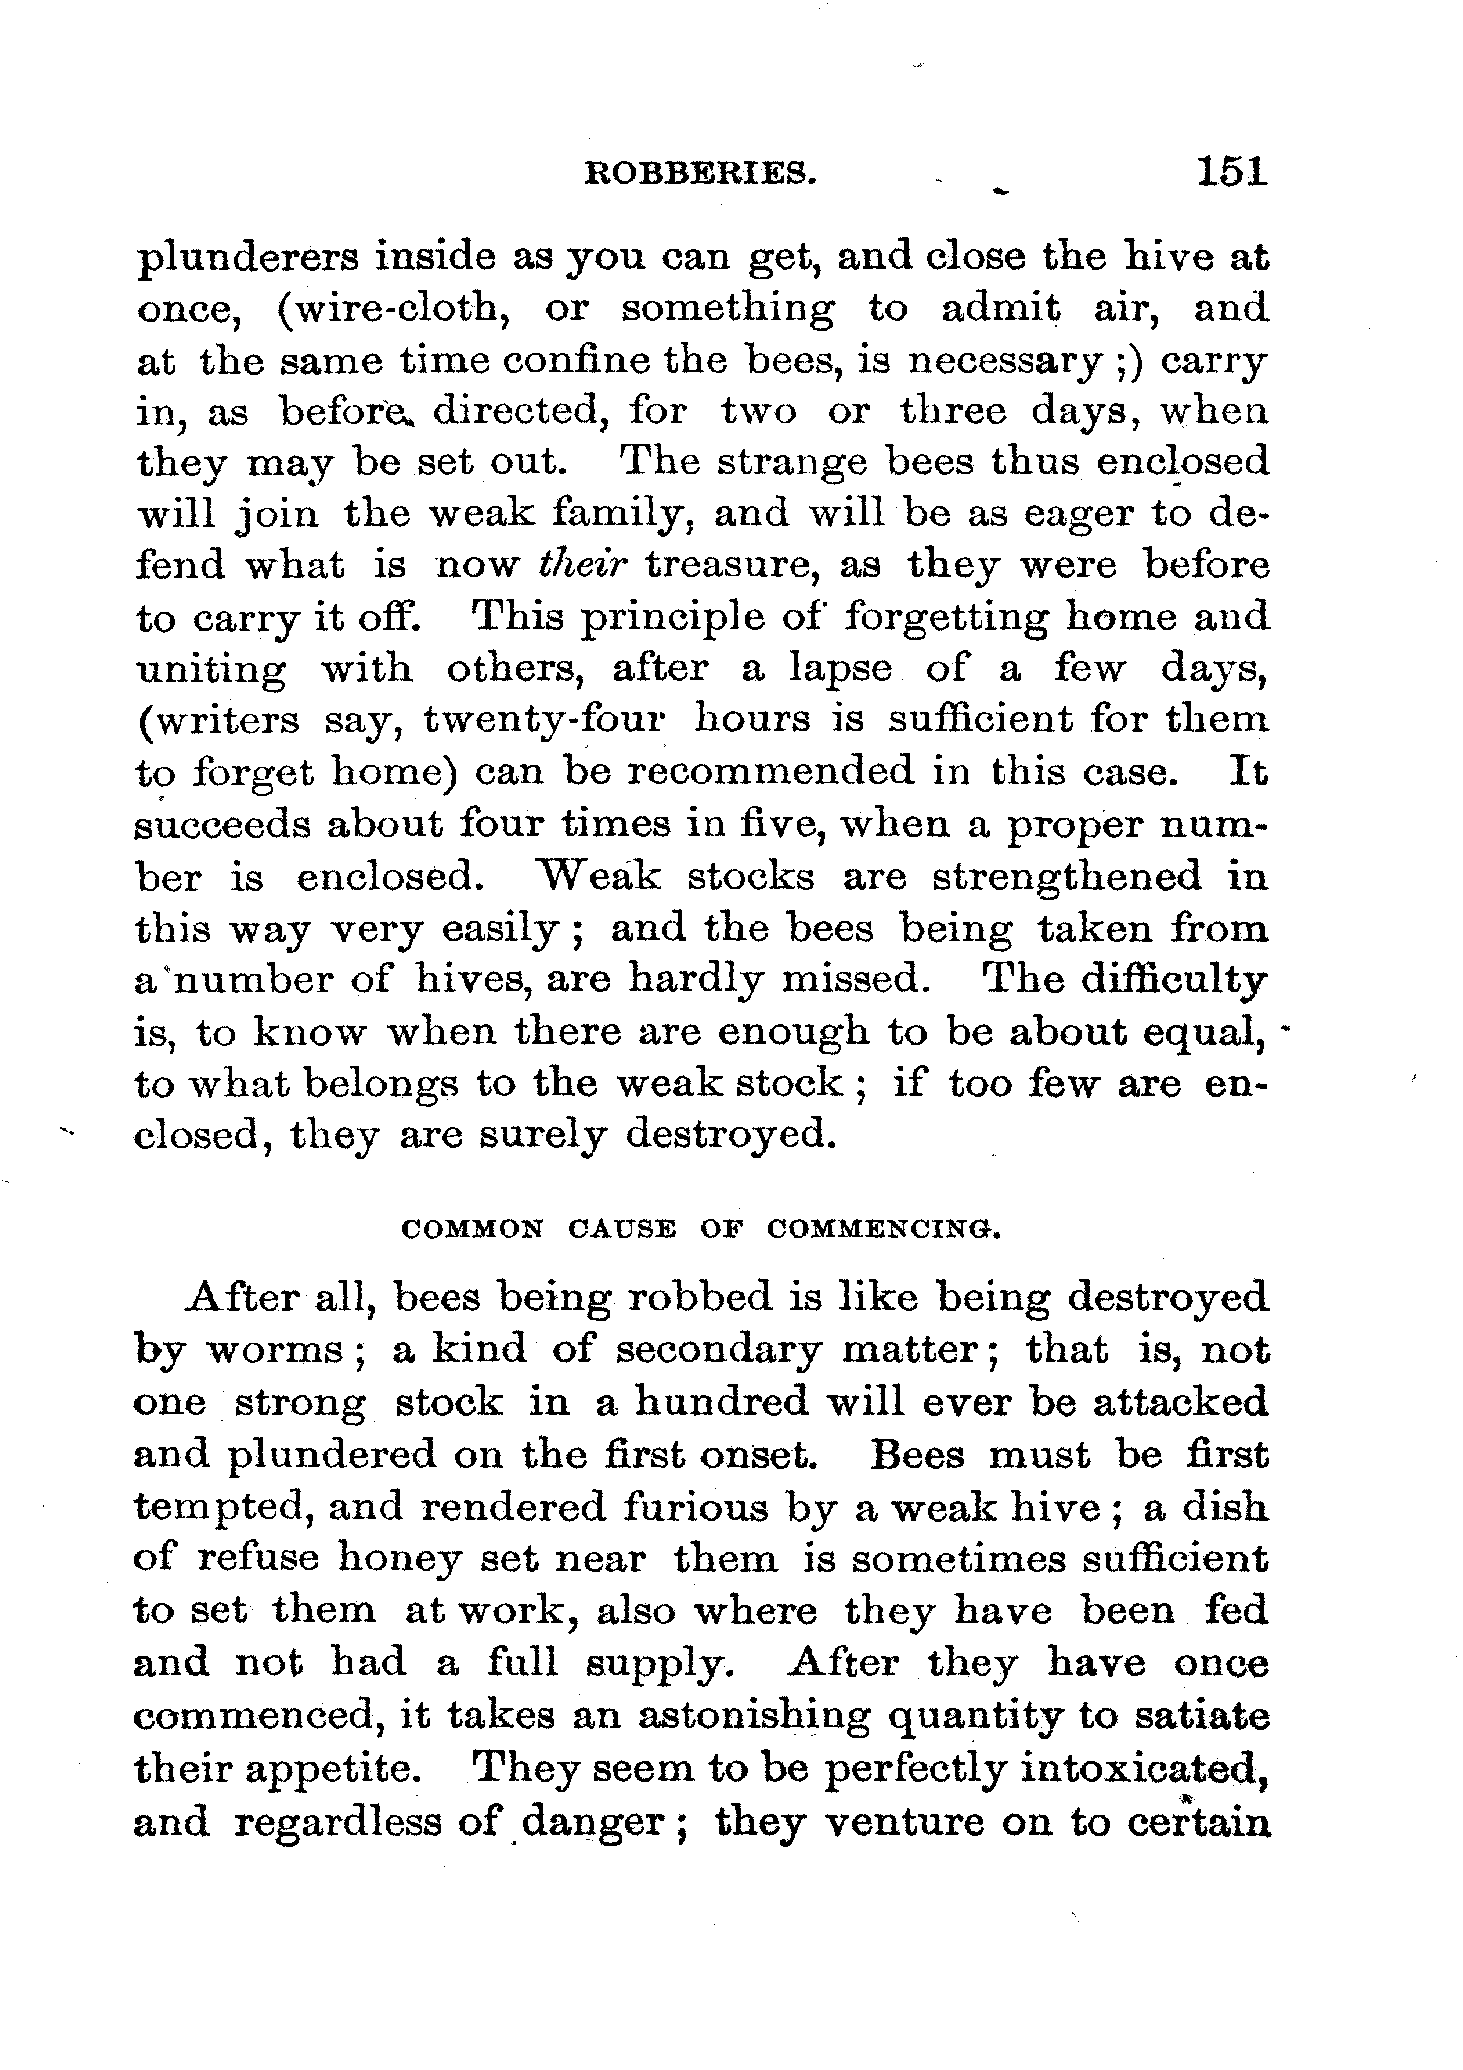 ROBBERIES. 151
plunderers inside as you can get, and close the hive at
once, (wire-cloth, or something to admit air, and
at the same time confine the bees, is necessary ;) carry
in, as before directed, for two or three days, when
they may be set out. The strange bees thus enclosed
will join the weak family, and will be as eager to de-
fend what is now their treasure, as they were before
to carry it off. This principle of forgetting home and
uniting with others, after a lapse of a few days,
(writers say, twenty-four hours is sufficient for them
to forget home) can be recommended in this case. It
succeeds about four times in five, when a proper num-
ber is enclosed. Weak stocks are strengthened in
this way very easily ; and the bees being taken from
a number of hives, are hardly missed. The difficulty
is, to know when there are enough to be about equal,
to what belongs to the weak stock ; if too few are en-
closed, they are surely destroyed.
COMMON CAUSE OF COMMENCING.
After all, bees being robbed is like being destroyed
by worms ; a kind of secondary matter ; that is, not
one strong stock in a hundred will ever be attacked
and plundered on the first onset. Bees must be first
tempted, and rendered furious by a weak hive ; a dish
of refuse honey set near them is sometimes sufficient
to set them at work, also where they have been fed
and not had a full supply. After they have once
commenced, it takes an astonishing quantity to satiate
their appetite. They seem to be perfectly intoxicated,
and regardless of danger ; they venture on to certain